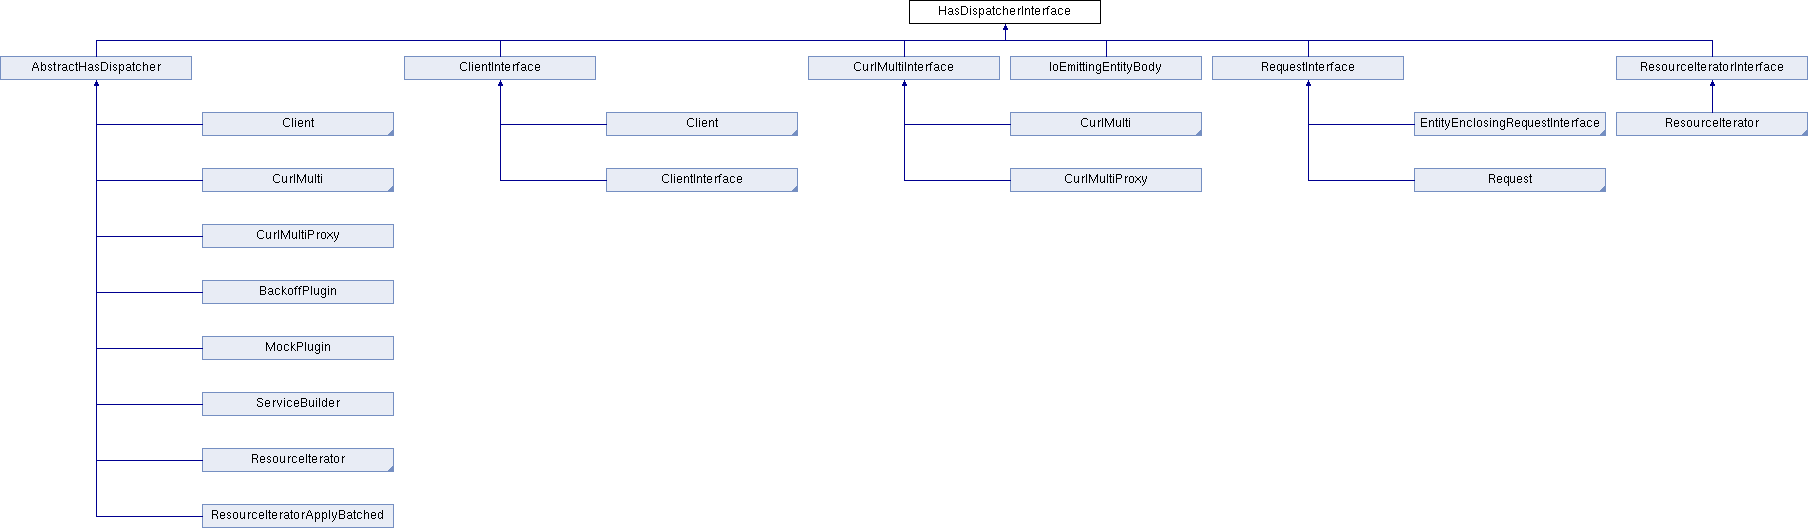 HasDispatcherInterface
AbstractHasDispatcher
ClientInterface
CurlMultiInterface
IoEmittingEntityBody
RequestInterface
ResourceIteratorInterface
Client
Client
CurlMulti
EntityEnclosingRequestInterface
ResourceIterator
CurlMulti
ClientInterface
CurlMultiProxy
Request
CurlMultiProxy
BackoffPlugin
MockPlugin
ServiceBuilder
ResourceIterator
ResourceIteratorApplyBatched